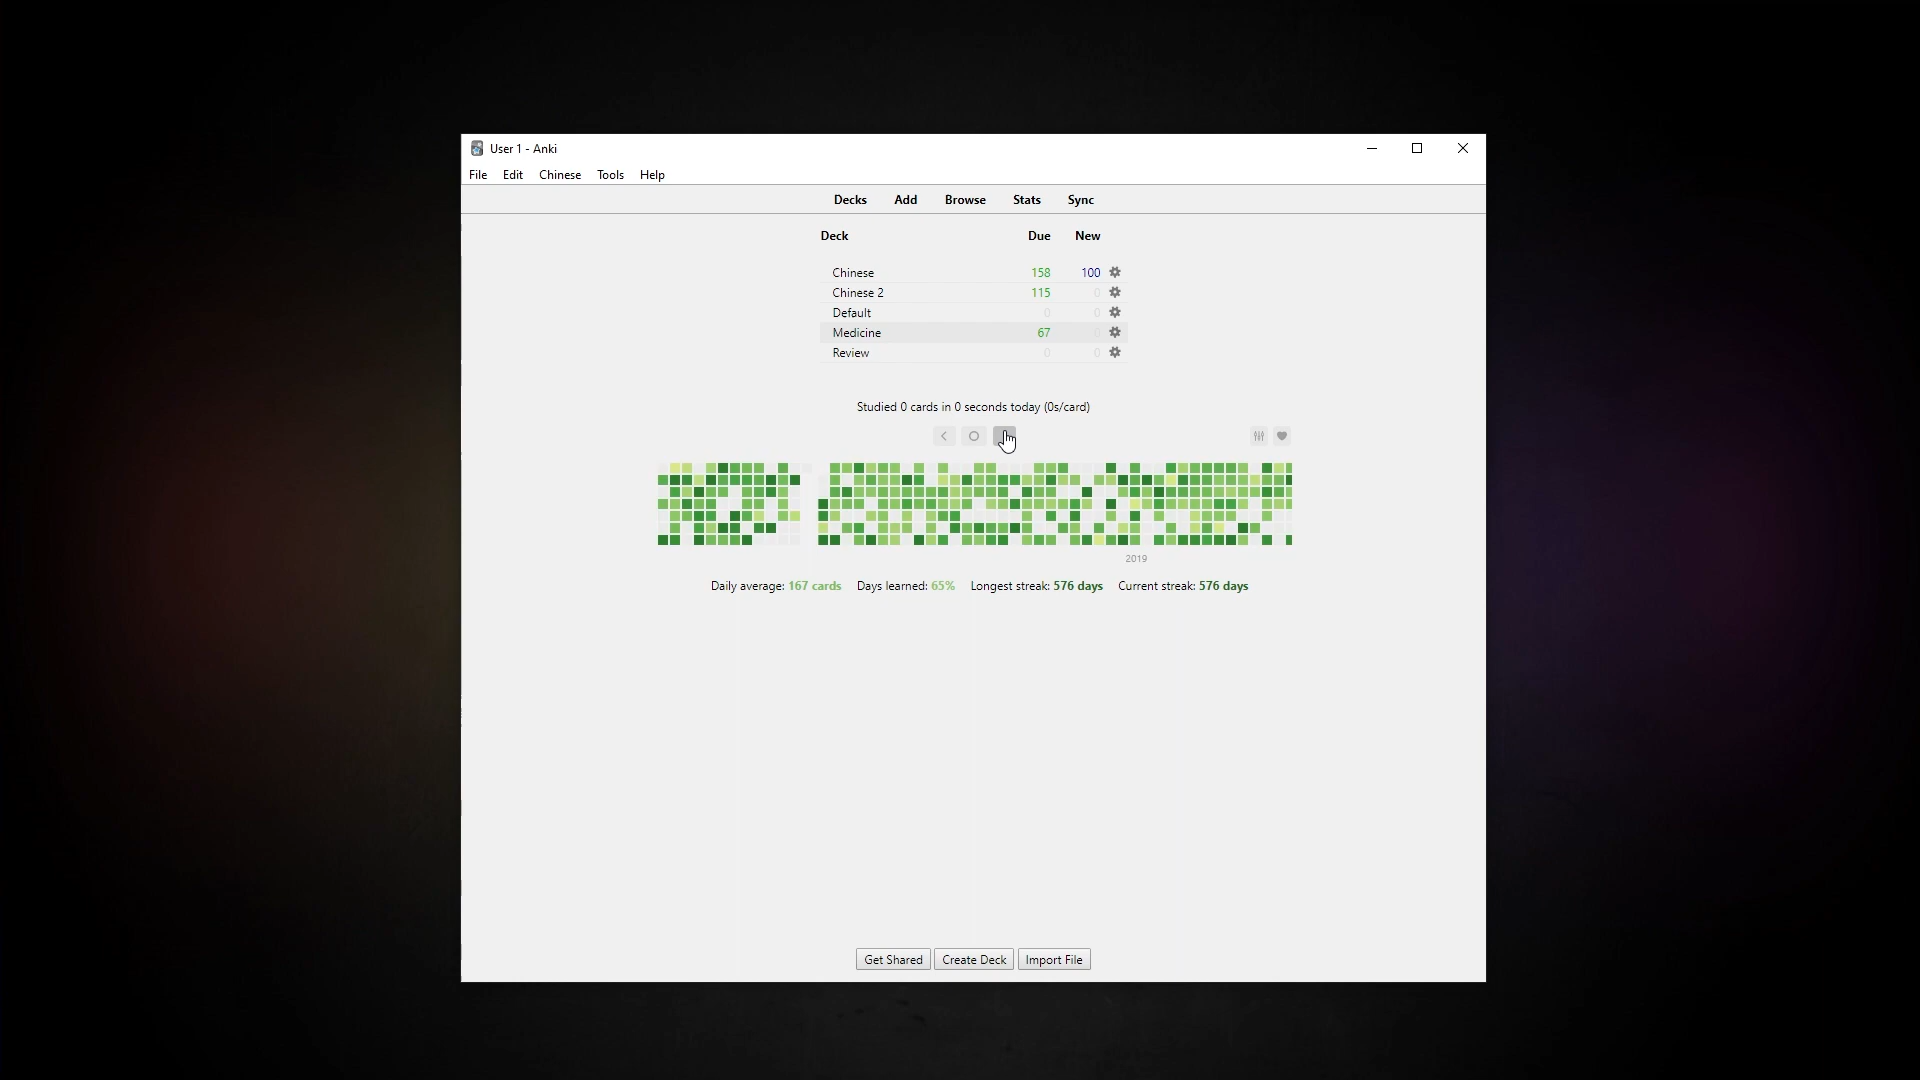 User 1 - Anki
File Edit Chinese Tools Help
Decks Add Browse Stats Sync
Deck Due New
Chinese 158 100
Chinese 2 115 0
Default 0 0
Medicine 67 0
Review 0 0
Studied 0 cards in 0 seconds today (0s/card)
2019
Daily average: 167 cards Days learned: 65% Longest streak: 576 days Current streak: 576 days
Get Shared Create Deck Import File